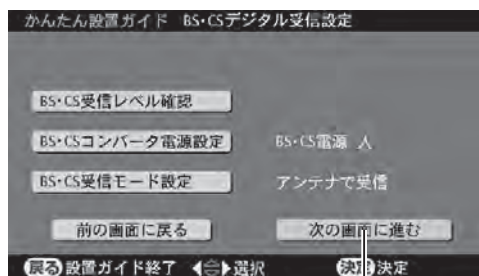 かんたん設置ガイド BS・CSデジタル受信設定
BS・CS受信レベル確認
BS・CSコンバータ電源設定 BS・CS電源 入
BS・CS受信モード設定 アンテナで受信
前の画面に戻る 次の画面に進む
戻る 設置ガイド終了 選択 決定 決定